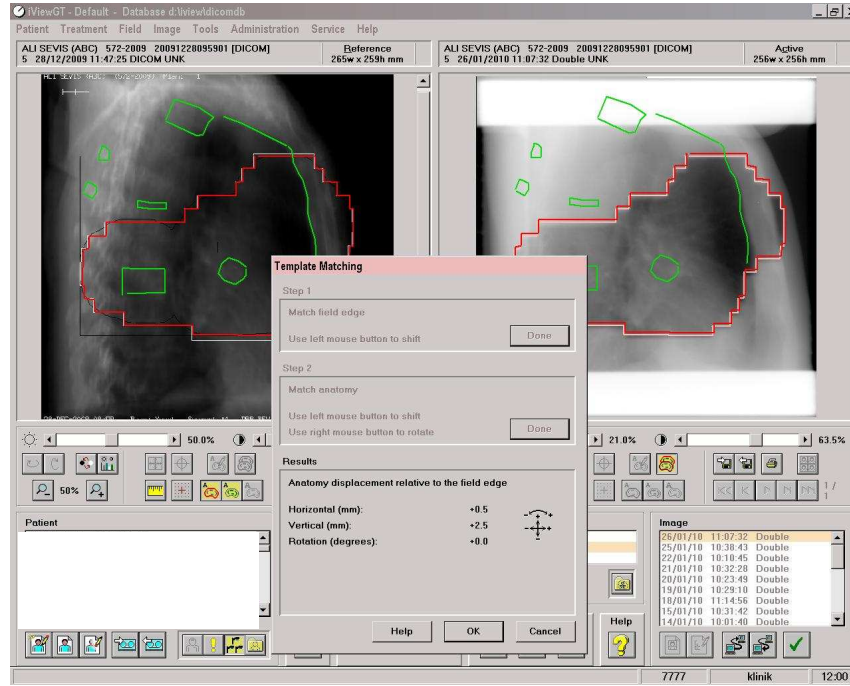 iViewGT - Default - Database d:\iview\dicomdb
Patient Treatment Field Image Tools Administration Service Help
ALI SEVIS (ABC) 572-2009 20091228095901 [DICOM]
5 28/12/2009 11:47:25 DICOM UNK
Reference
265w x 259h mm
ALI SEVIS (ABC) 572-2009 20091228095901 [DICOM]
5 26/01/2010 11:07:32 Double UNK
Active
256w x 256h mm
Template Matching
Step 1
Match field edge
Use left mouse button to shift
Done
Step 2
Match anatomy
Use left mouse button to shift
Use right mouse button to rotate
Done
Results
Anatomy displacement relative to the field edge
Horizontal (mm): +0.5
Vertical (mm): +2.5
Rotation (degrees): +0.0
Help OK Cancel
50.0%
21.0%
63.5%
50%
1 /
1
Patient
Image
26/01/10 11:07:32 Double
25/01/10 10:38:43 Double
22/01/10 10:10:45 Double
21/01/10 10:32:28 Double
20/01/10 10:23:49 Double
19/01/10 10:29:10 Double
18/01/10 11:14:56 Double
15/01/10 10:31:42 Double
14/01/10 10:01:40 Double
Help
7777 klinik 12:00